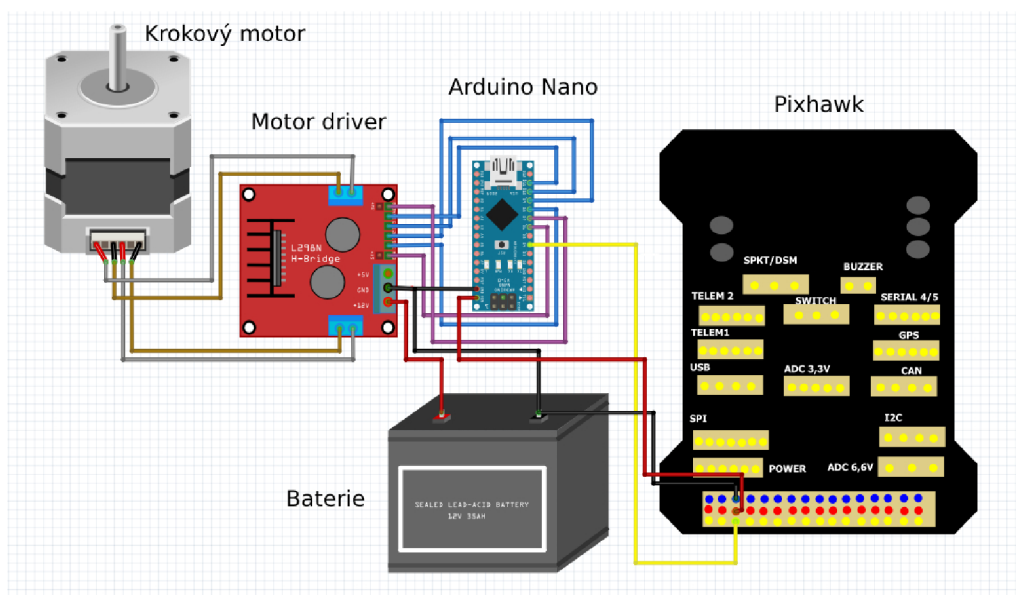 Krokový motor
Arduino Nano
Pixhawk
Motor driver
L298N
H-Bridge
+5V
GND
+12V
SPKT/DSM
BUZZER
TELEM 2
SWITCH
SERIAL 4/5
TELEM1
GPS
USB
ADC 3,3V
CAN
SPI
I2C
POWER
ADC 6,6V
Baterie
SEALED LEAD-ACID BATTERY
12V 38AH